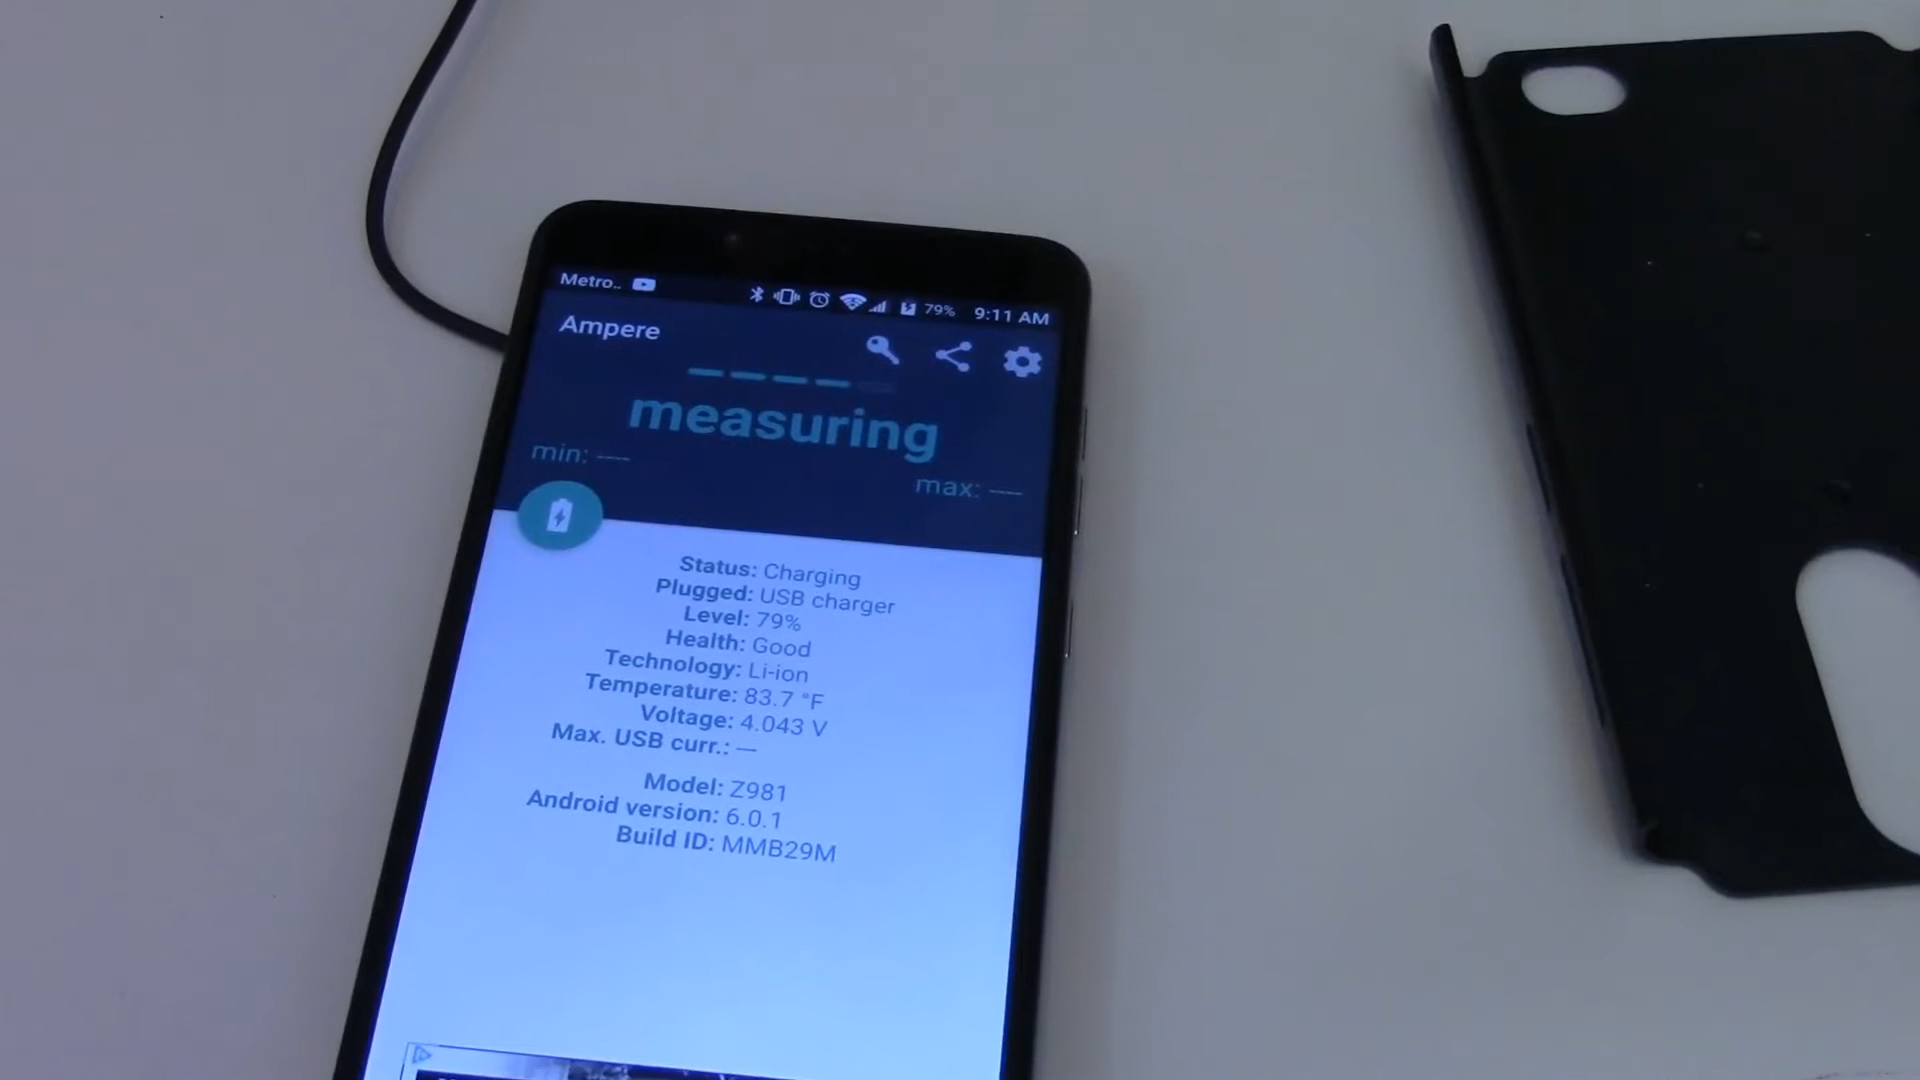 Metro.. 79% 9:11 AM
Ampere
measuring
min: ----
max: ----
Status: Charging
Plugged: USB charger
Level: 79%
Health: Good
Technology: Li-ion
Temperature: 83.7 °F
Voltage: 4.043 V
Max. USB curr.: —
Model: Z981
Android version: 6.0.1
Build ID: MMB29M